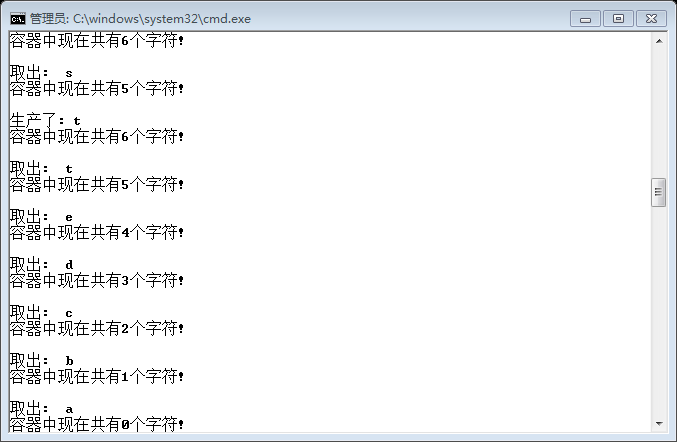 管理员: C:\windows\system32\cmd.exe
容器中现在共有6个字符!
取出: s
容器中现在共有5个字符!
生产了: t
容器中现在共有6个字符!
取出: t
容器中现在共有5个字符!
取出: e
容器中现在共有4个字符!
取出: d
容器中现在共有3个字符!
取出: c
容器中现在共有2个字符!
取出: b
容器中现在共有1个字符!
取出: a
容器中现在共有0个字符!